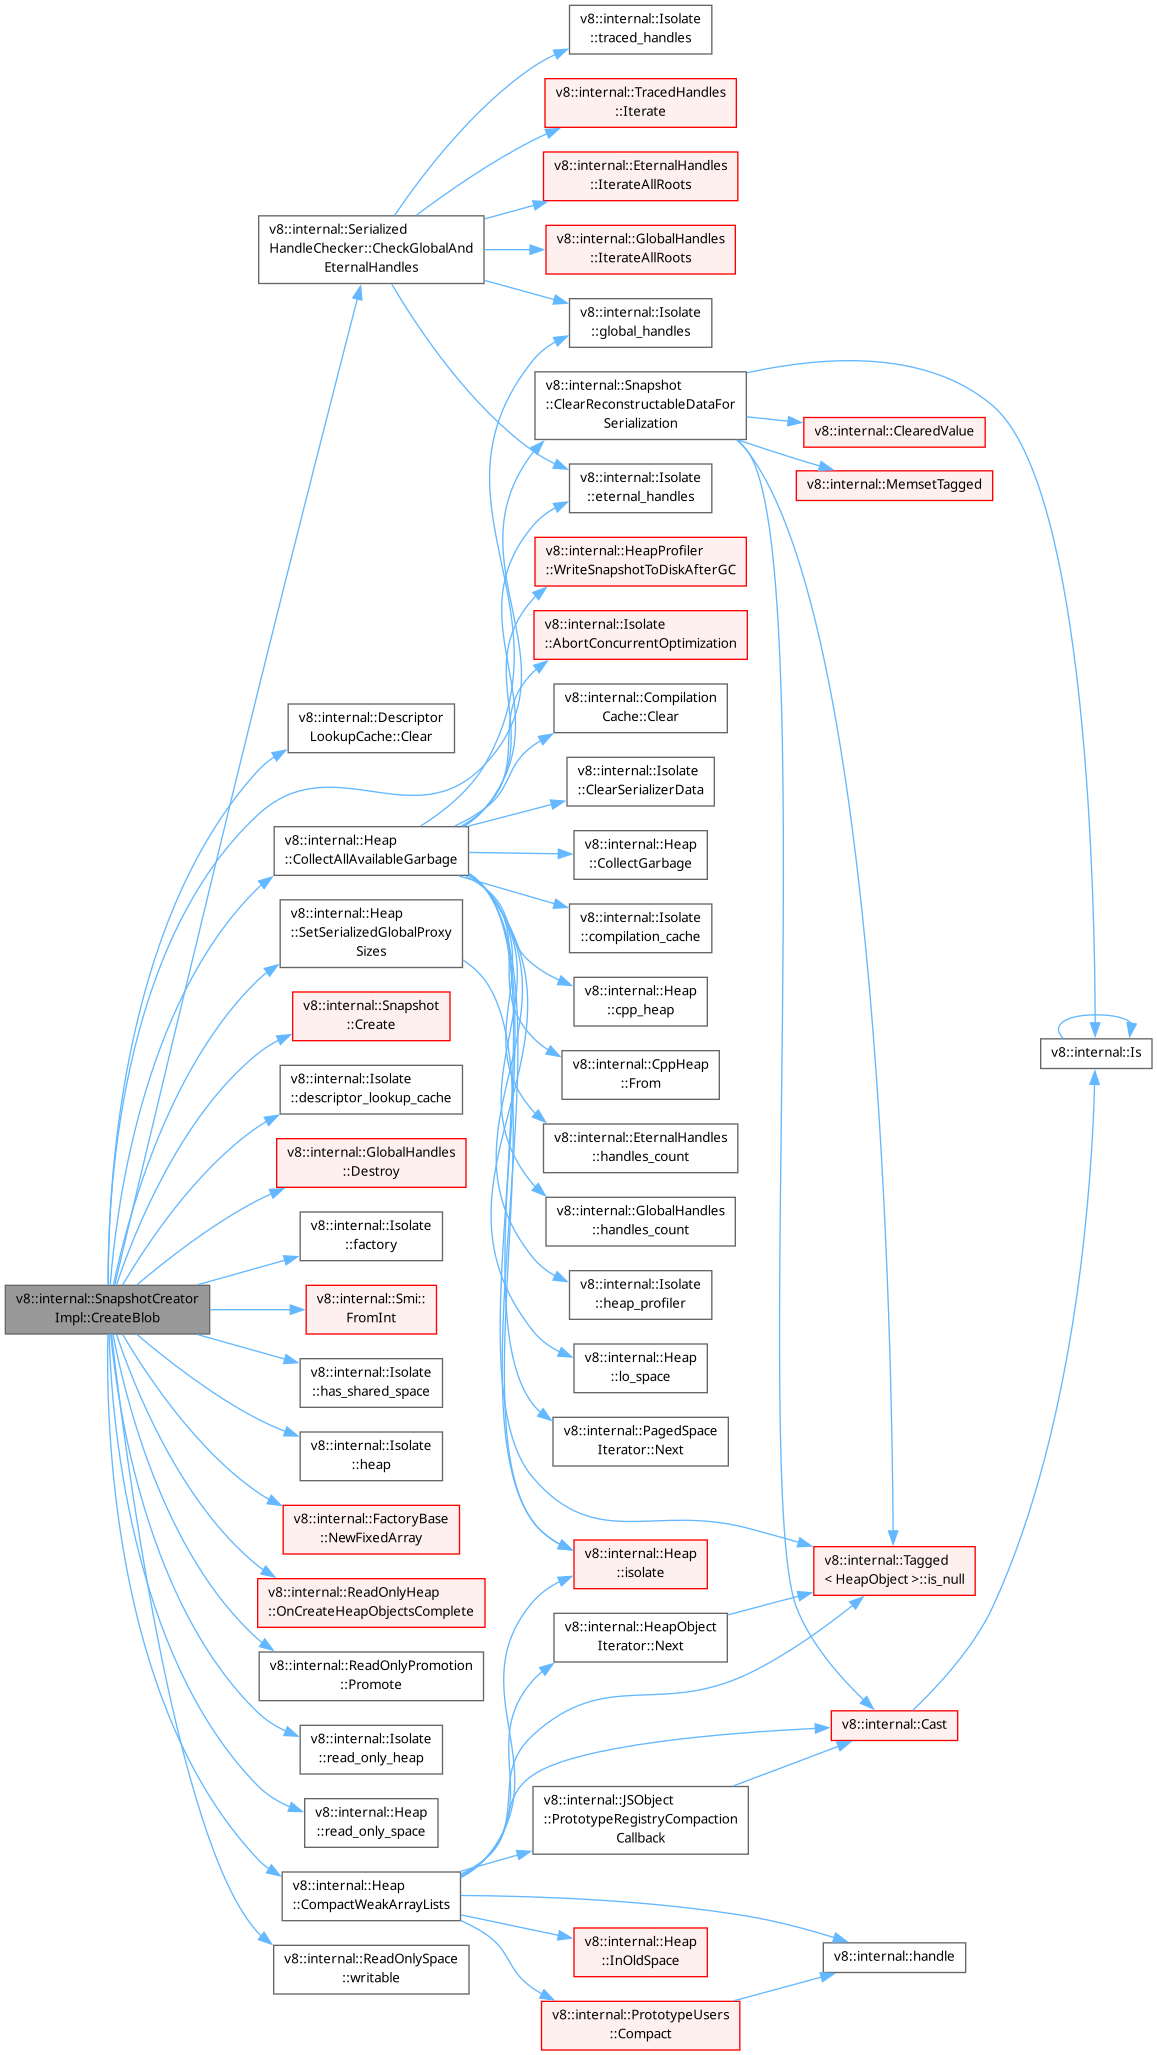 v8::internal::Isolate
::traced_handles
v8::internal::TracedHandles
::Iterate
v8::internal::EternalHandles
::IterateAllRoots
v8::internal::Serialized
HandleChecker::CheckGlobalAnd
EternalHandles
v8::internal::GlobalHandles
::IterateAllRoots
v8::internal::Isolate
::global_handles
v8::internal::Snapshot
::ClearReconstructableDataFor
Serialization
v8::internal::ClearedValue
v8::internal::Isolate
::eternal_handles
v8::internal::MemsetTagged
v8::internal::HeapProfiler
::WriteSnapshotToDiskAfterGC
v8::internal::Isolate
::AbortConcurrentOptimization
v8::internal::Descriptor
LookupCache::Clear
v8::internal::Compilation
Cache::Clear
v8::internal::Isolate
::ClearSerializerData
v8::internal::Heap
::CollectAllAvailableGarbage
v8::internal::Heap
::CollectGarbage
v8::internal::Heap
::SetSerializedGlobalProxy
Sizes
v8::internal::Isolate
::compilation_cache
v8::internal::Snapshot
::Create
v8::internal::Heap
::cpp_heap
v8::internal::Is
v8::internal::Isolate
::descriptor_lookup_cache
v8::internal::CppHeap
::From
v8::internal::GlobalHandles
::Destroy
v8::internal::EternalHandles
::handles_count
v8::internal::Isolate
::factory
v8::internal::GlobalHandles
::handles_count
v8::internal::SnapshotCreator
Impl::CreateBlob
v8::internal::Smi::
FromInt
v8::internal::Isolate
::heap_profiler
v8::internal::Isolate
::has_shared_space
v8::internal::Heap
::lo_space
v8::internal::Isolate
::heap
v8::internal::PagedSpace
Iterator::Next
v8::internal::FactoryBase
::NewFixedArray
v8::internal::Heap
::isolate
v8::internal::Tagged
< HeapObject >::is_null
v8::internal::ReadOnlyHeap
::OnCreateHeapObjectsComplete
v8::internal::HeapObject
Iterator::Next
v8::internal::ReadOnlyPromotion
::Promote
v8::internal::Cast
v8::internal::Isolate
::read_only_heap
v8::internal::JSObject
::PrototypeRegistryCompaction
Callback
v8::internal::Heap
::read_only_space
v8::internal::Heap
::CompactWeakArrayLists
v8::internal::Heap
::InOldSpace
v8::internal::handle
v8::internal::ReadOnlySpace
::writable
v8::internal::PrototypeUsers
::Compact